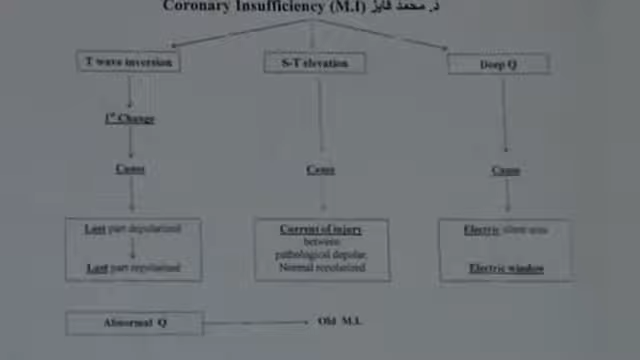 Coronary Insufficiency (M.I) د. محمد فايز
T wave inversion
S-T elevation
Deep Q
1st Change
Cause
Cause
Cause
Last part depolarized
Last part repolarized
Current of injury
between
pathological depolar.
Normal repolarized
Electric silent area
Electric window
Abnormal Q
Old M.I.